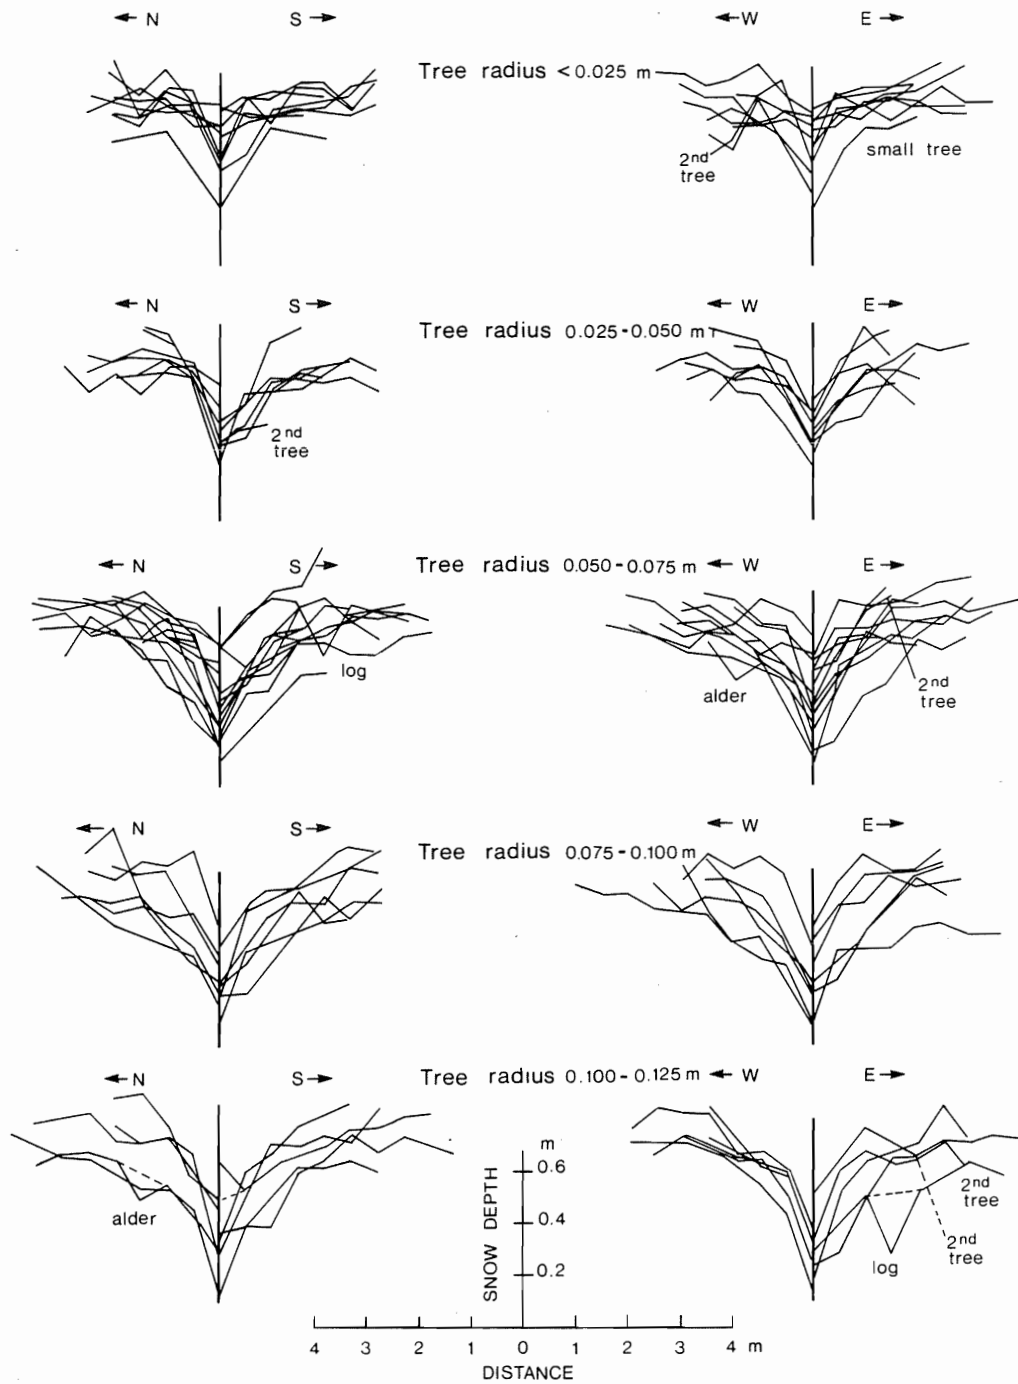 ← N S → ← W E →
Tree radius < 0.025 m
2nd tree
small tree
← N S → ← W E →
Tree radius 0.025-0.050 m
2nd tree
← N S → Tree radius 0.050-0.075 m ← W E →
log
alder
2nd tree
← N S → ← W E →
Tree radius 0.075-0.100 m
← N S → Tree radius 0.100-0.125 m ← W E →
m
0.6
0.4
0.2
SNOW DEPTH
alder
log
2nd tree
2nd tree
4 3 2 1 0 1 2 3 4 m
DISTANCE